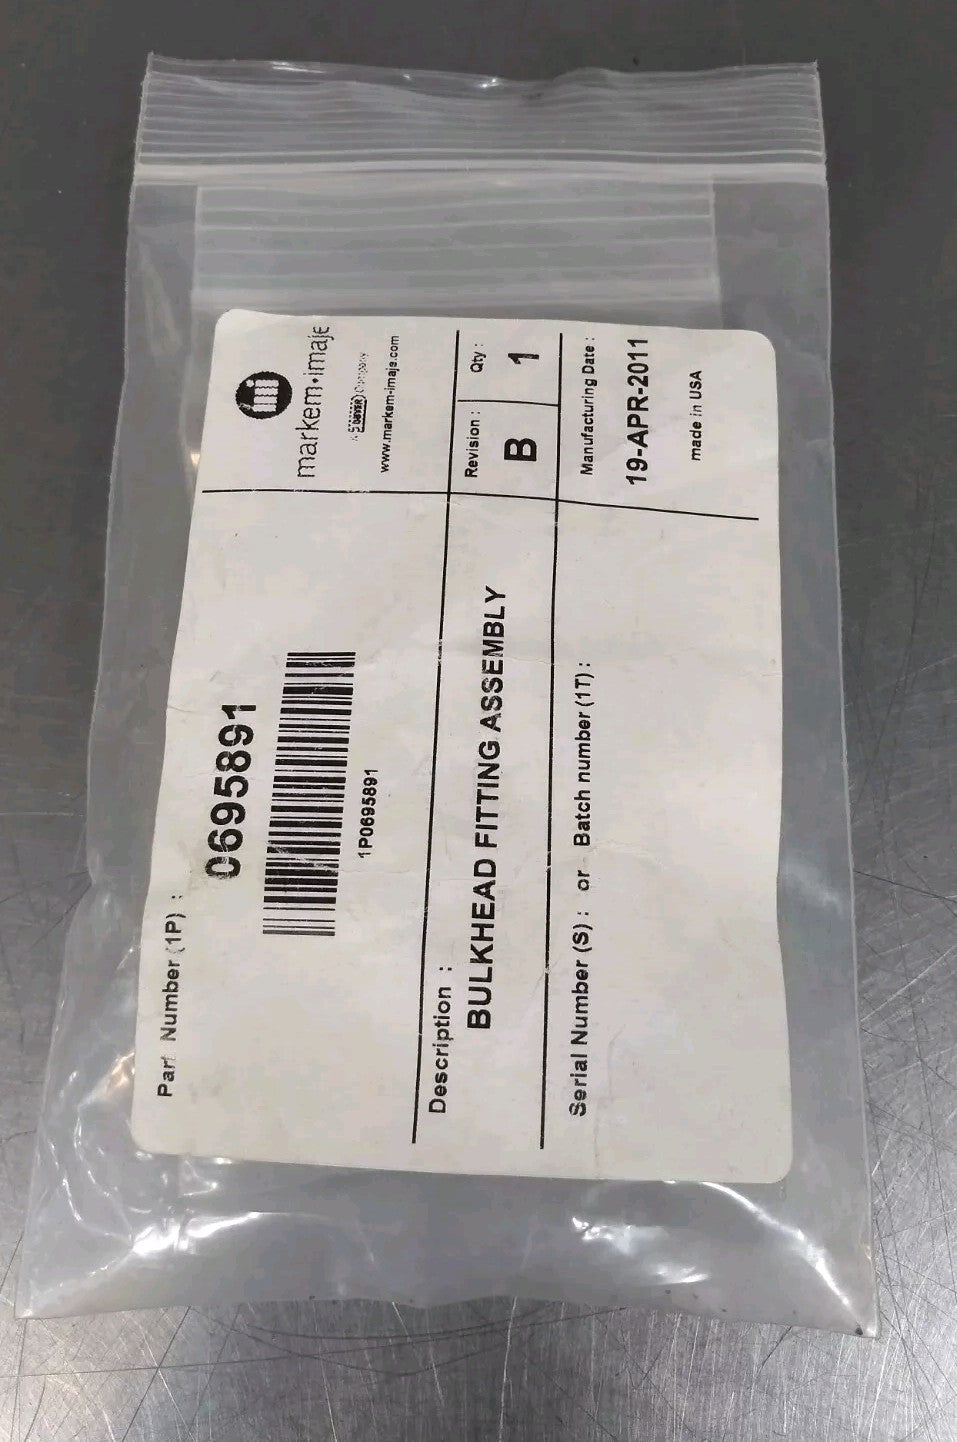 Part Number (1P) :
0695891
1P0695891
markem•imaje
Company
www.markem-imaje.com
Description :
BULKHEAD FITTING ASSEMBLY
Revision :
B
Qty :
1
Serial Number (S) : or Batch number (1T) :
Manufacturing Date :
19-APR-2011
made in USA